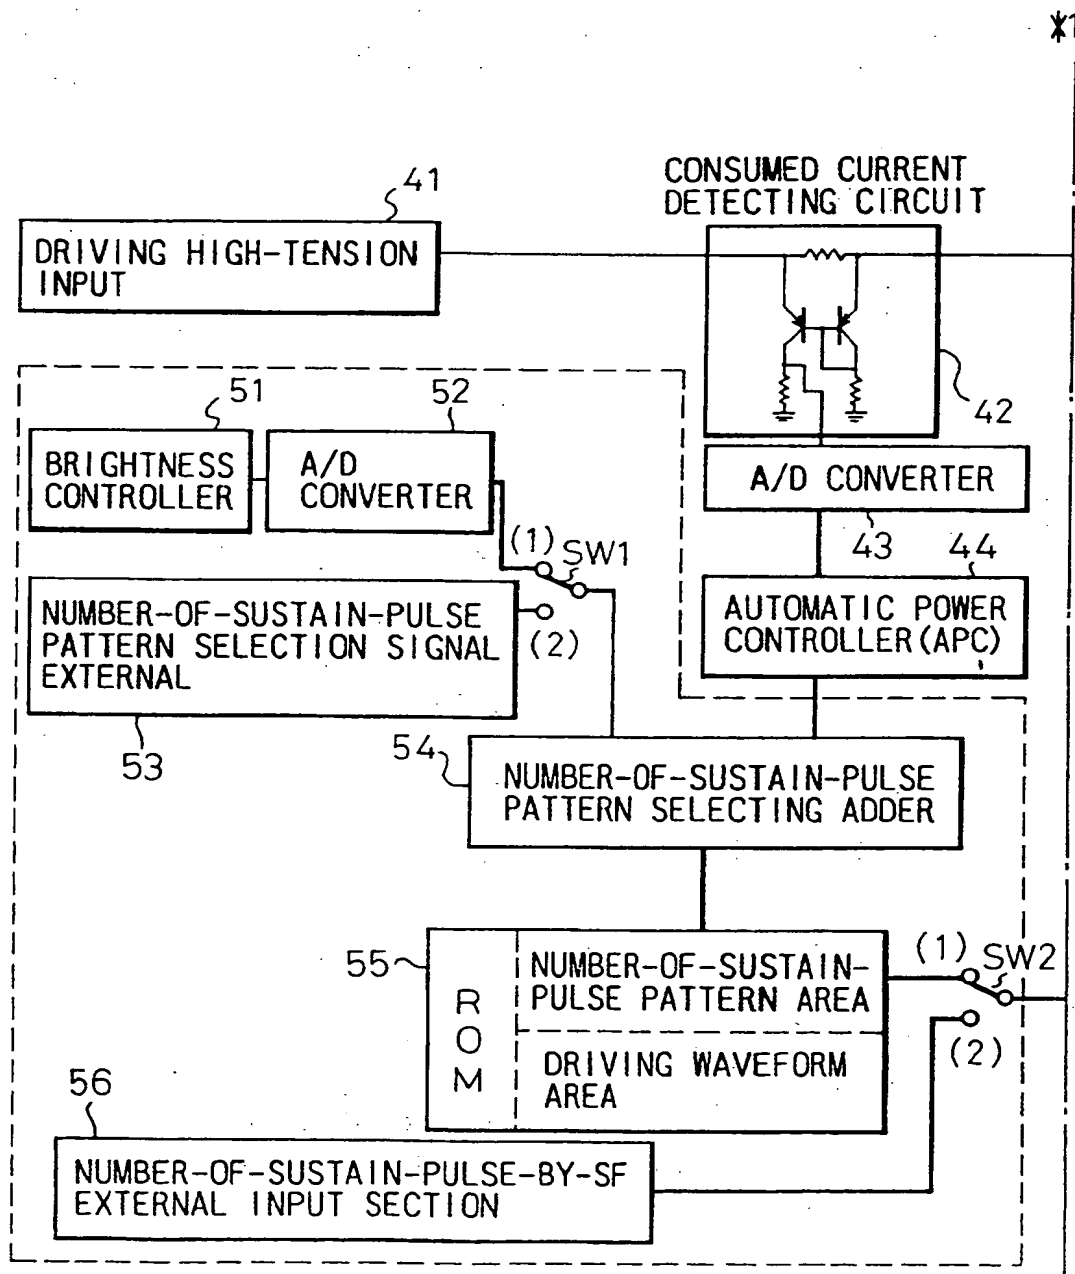 *1
41
CONSUMED CURRENT
DETECTING CIRCUIT
DRIVING HIGH-TENSION
INPUT
42
51
52
BRIGHTNESS
CONTROLLER
A/D
CONVERTER
A/D CONVERTER
43
44
(1)
SW1
(2)
NUMBER-OF-SUSTAIN-PULSE
PATTERN SELECTION SIGNAL
EXTERNAL
53
AUTOMATIC POWER
CONTROLLER(APC)
54
NUMBER-OF-SUSTAIN-PULSE
PATTERN SELECTING ADDER
55
ROM
NUMBER-OF-SUSTAIN-
PULSE PATTERN AREA
DRIVING WAVEFORM
AREA
(1)
SW2
(2)
56
NUMBER-OF-SUSTAIN-PULSE-BY-SF
EXTERNAL INPUT SECTION